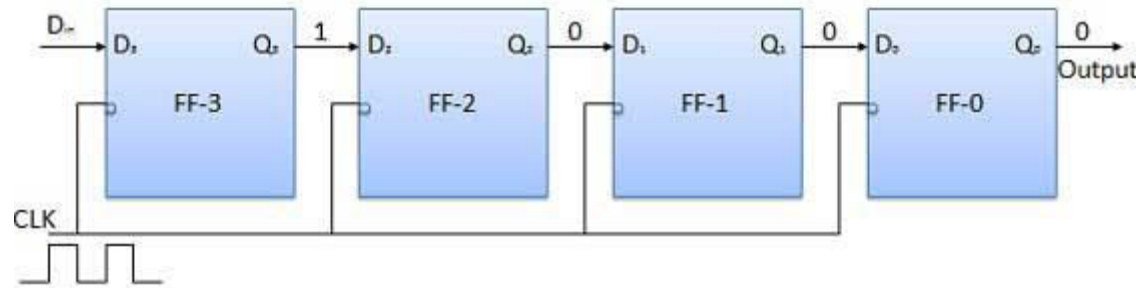 Dᵢₙ D₃ Q₃ 1 D₂ Q₂ 0 D₁ Q₁ 0 D₀ Q₀ 0
Output
FF-3 FF-2 FF-1 FF-0
CLK